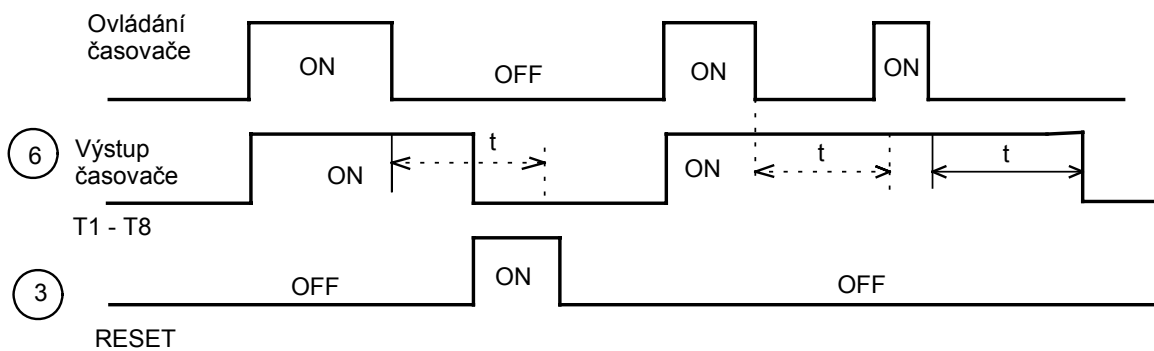 Ovládání
časovače
ON
OFF
ON
ON
6
Výstup
časovače
ON
t
ON
t
t
T1 - T8
3
OFF
ON
OFF
RESET